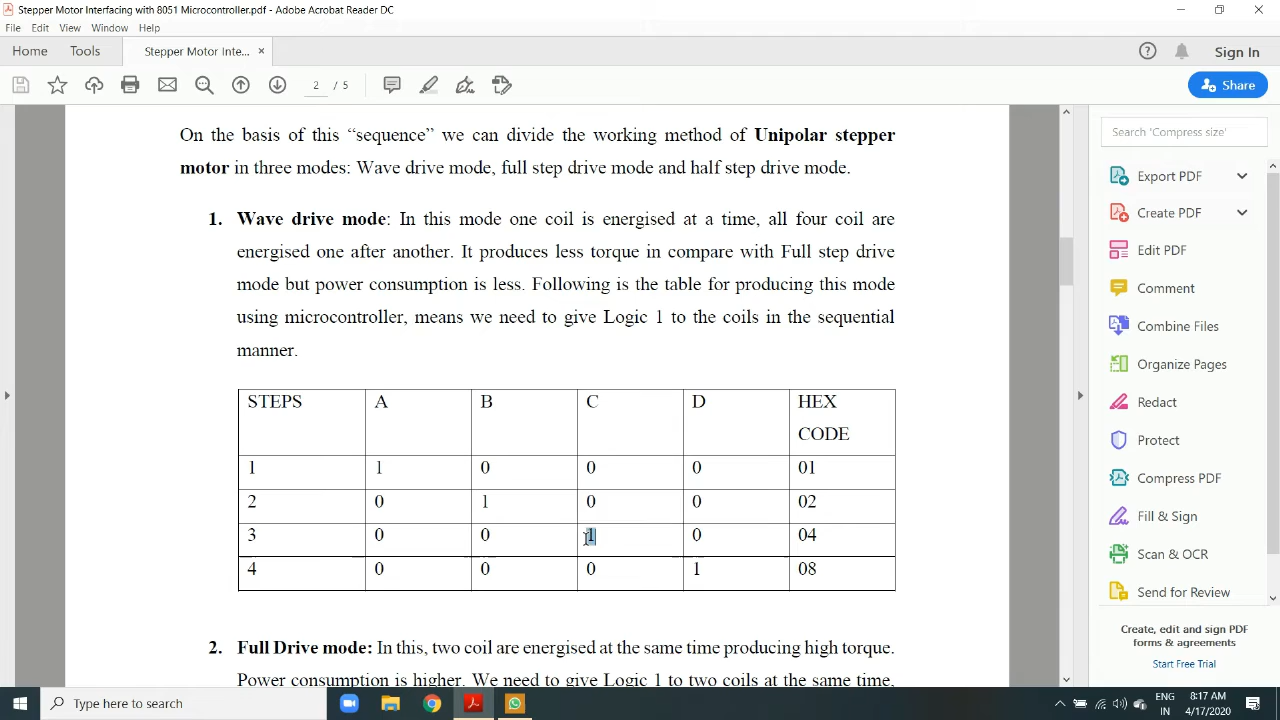 Stepper Motor Interfacing with 8051 Microcontroller.pdf - Adobe Acrobat Reader DC
File Edit View Window Help
Home Tools Stepper Motor Inte... × Sign In
2 / 5 Share
On the basis of this “sequence” we can divide the working method of Unipolar stepper
motor in three modes: Wave drive mode, full step drive mode and half step drive mode.
1. Wave drive mode: In this mode one coil is energised at a time, all four coil are
energised one after another. It produces less torque in compare with Full step drive
mode but power consumption is less. Following is the table for producing this mode
using microcontroller, means we need to give Logic 1 to the coils in the sequential
manner.
STEPS A B C D HEX
CODE
1 1 0 0 0 01
2 0 1 0 0 02
3 0 0 1 0 04
4 0 0 0 1 08
2. Full Drive mode: In this, two coil are energised at the same time producing high torque.
Power consumption is higher. We need to give Logic 1 to two coils at the same time,
Search 'Compress size'
Export PDF
Create PDF
Edit PDF
Comment
Combine Files
Organize Pages
Redact
Protect
Compress PDF
Fill & Sign
Scan & OCR
Send for Review
Create, edit and sign PDF
forms & agreements
Start Free Trial
Type here to search
ENG
IN
8:17 AM
4/17/2020